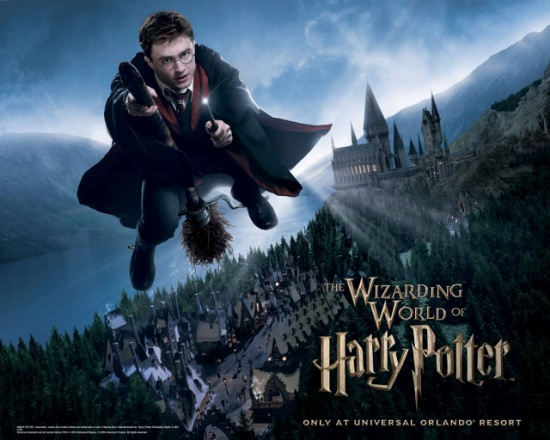 THE WIZARDING
WORLD OF
Harry Potter
ONLY AT UNIVERSAL ORLANDO® RESORT